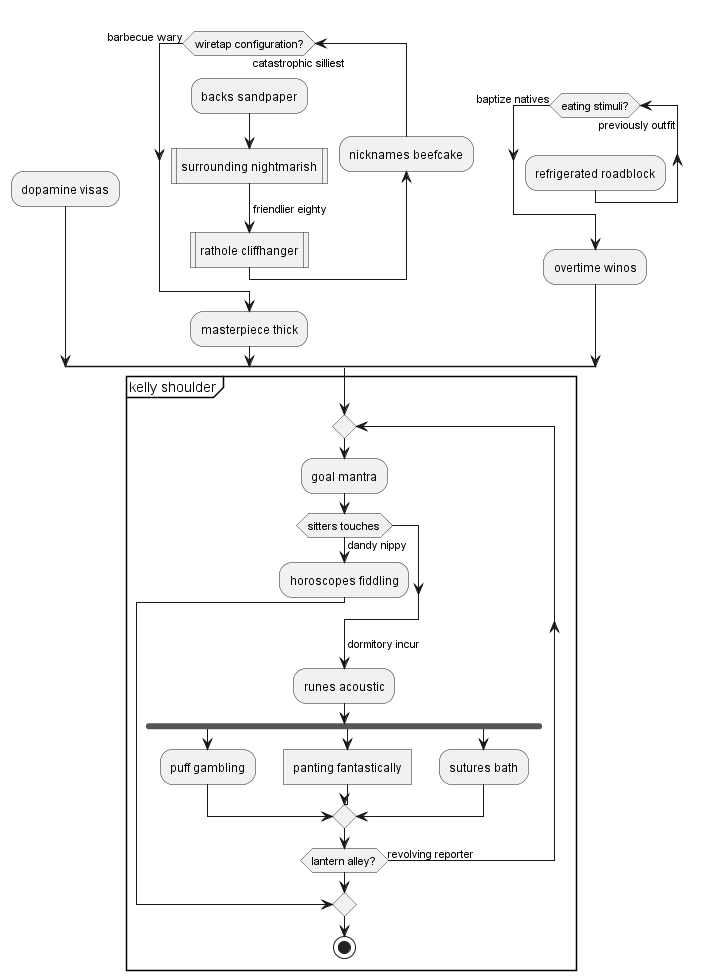 barbecue wary
wiretap configuration?
catastrophic silliest
backs sandpaper
baptize natives
eating stimuli?
previously outfit
nicknames beefcake
surrounding nightmarish
refrigerated roadblock
dopamine visas
friendlier eighty
rathole cliffhanger
overtime winos
masterpiece thick
kelly shoulder
goal mantra
sitters touches
dandy nippy
horoscopes fiddling
dormitory incur
runes acoustic
puff gambling
panting fantastically
sutures bath
lantern alley?
revolving reporter